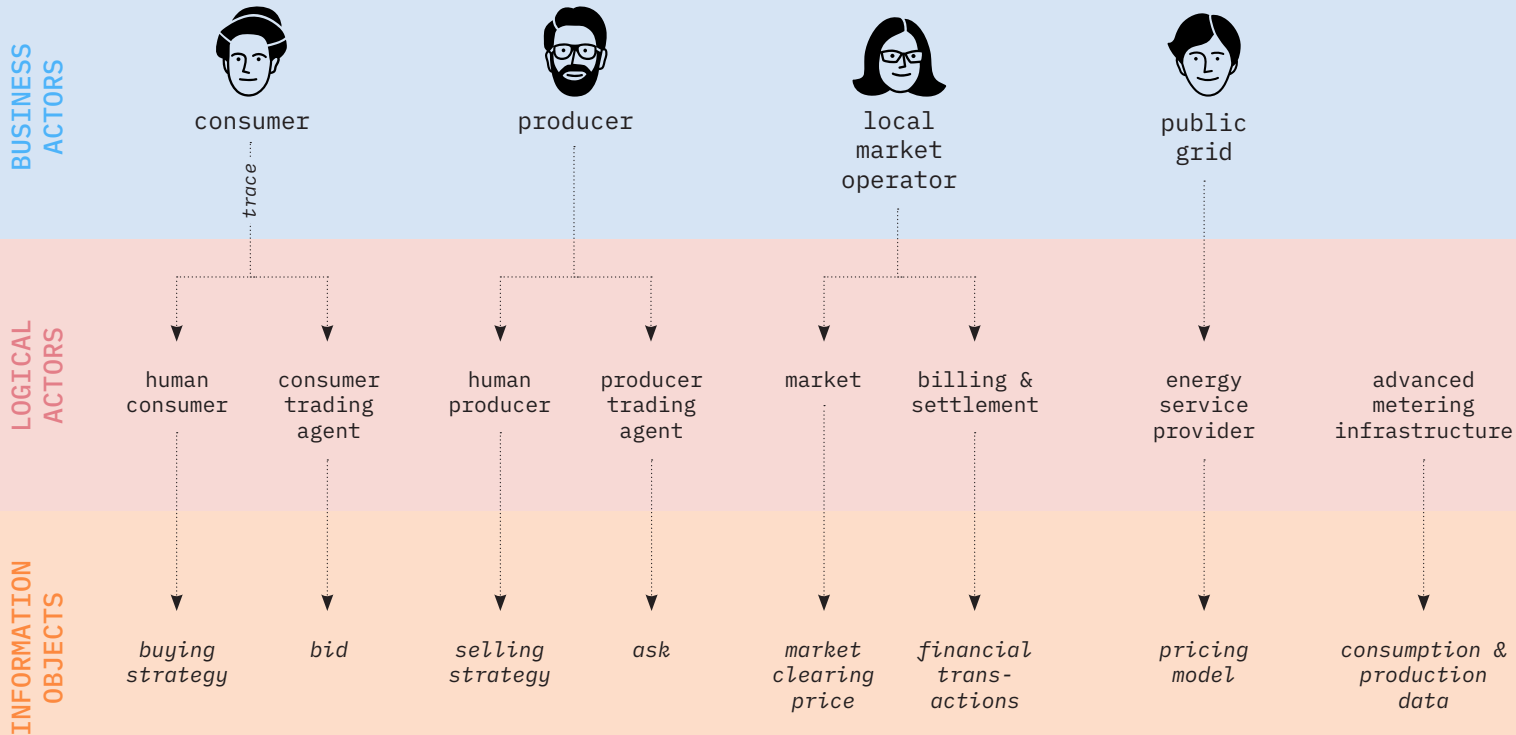 BUSINESS
ACTORS
consumer
producer
local
market
operator
public
grid
trace
LOGICAL
ACTORS
human
consumer
consumer
trading
agent
human
producer
producer
trading
agent
market
billing &
settlement
energy
service
provider
advanced
metering
infrastructure
INFORMATION
OBJECTS
buying
strategy
bid
selling
strategy
ask
market
clearing
price
financial
trans-
actions
pricing
model
consumption &
production
data